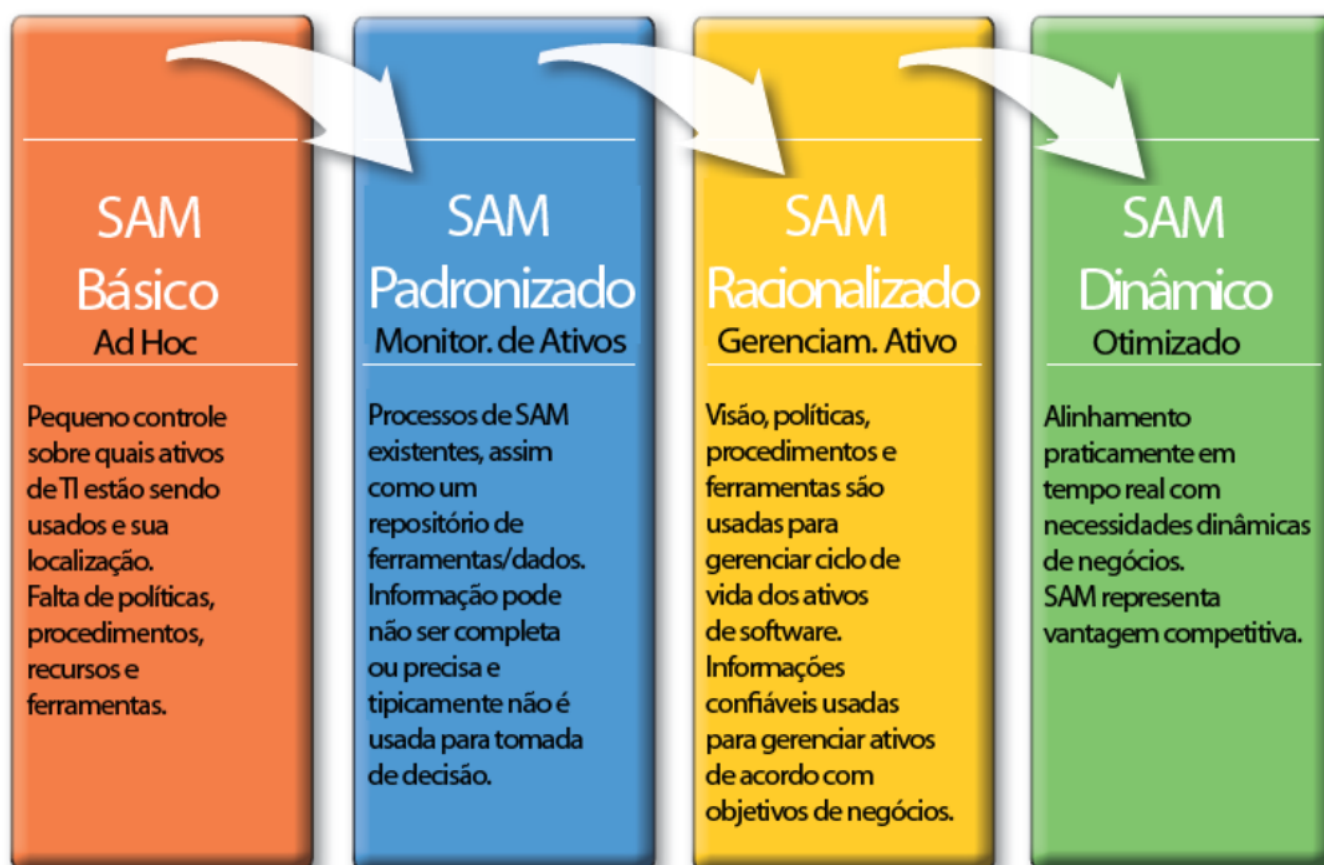 SAM
Básico
Ad Hoc
Pequeno controle
sobre quais ativos
de TI estão sendo
usados e sua
localização.
Falta de políticas,
procedimentos,
recursos e
ferramentas.
SAM
Padronizado
Monitor. de Ativos
Processos de SAM
existentes, assim
como um
repositório de
ferramentas/dados.
Informação pode
não ser completa
ou precisa e
tipicamente não é
usada para tomada
de decisão.
SAM
Racionalizado
Gerenciam. Ativo
Visão, políticas,
procedimentos e
ferramentas são
usadas para
gerenciar ciclo de
vida dos ativos
de software.
Informações
confiáveis usadas
para gerenciar ativos
de acordo com
objetivos de negócios.
SAM
Dinâmico
Otimizado
Alinhamento
praticamente em
tempo real com
necessidades dinâmicas
de negócios.
SAM representa
vantagem competitiva.